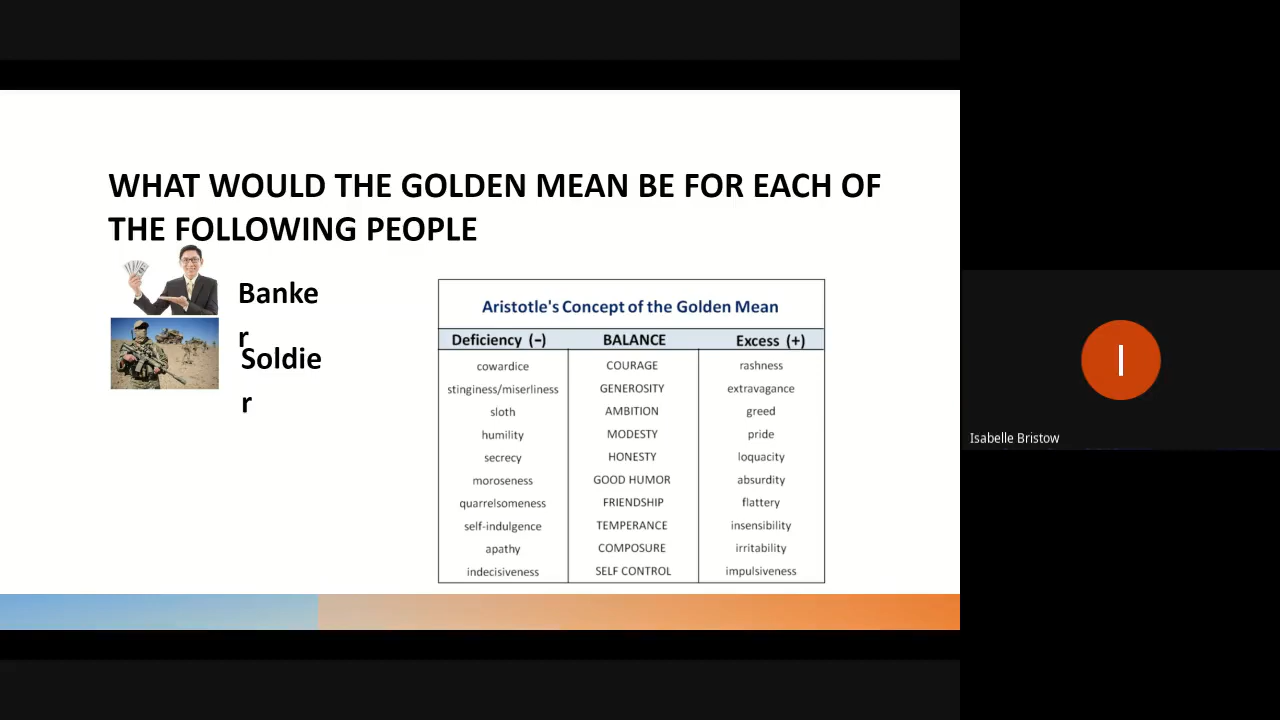 WHAT WOULD THE GOLDEN MEAN BE FOR EACH OF
THE FOLLOWING PEOPLE
Banke
r
Soldie
r
Aristotle's Concept of the Golden Mean
Deficiency (−) BALANCE Excess (+)
cowardice COURAGE rashness
stinginess/miserliness GENEROSITY extravagance
sloth AMBITION greed
humility MODESTY pride
secrecy HONESTY loquacity
moroseness GOOD HUMOR absurdity
quarrelsomeness FRIENDSHIP flattery
self-indulgence TEMPERANCE insensibility
apathy COMPOSURE irritability
indecisiveness SELF CONTROL impulsiveness
I
Isabelle Bristow